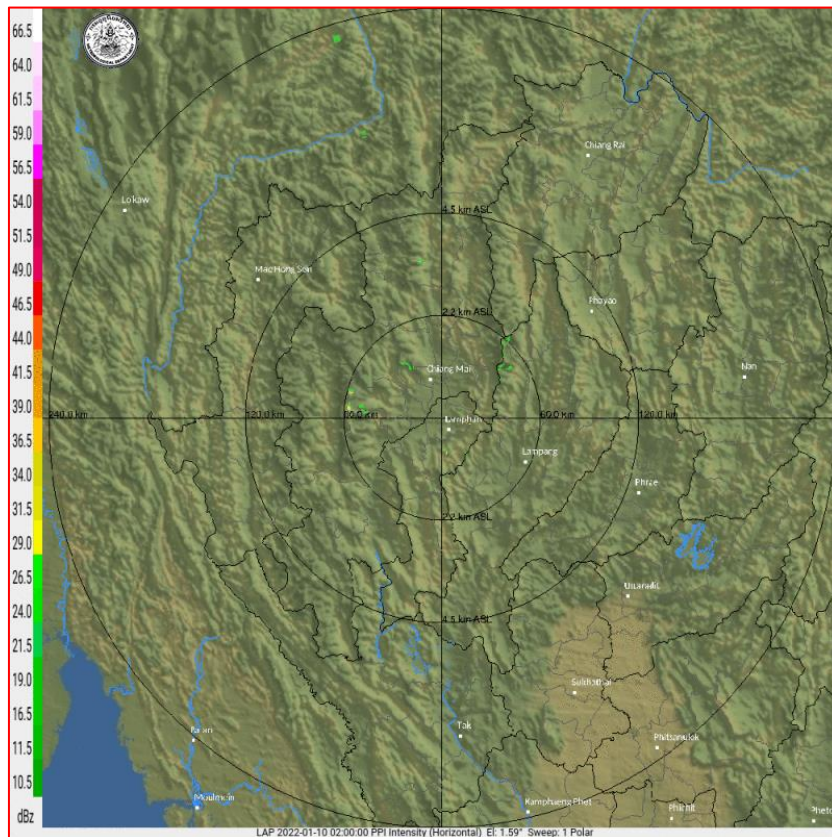 66.5
64.0
61.5
59.0
56.5
54.0
51.5
49.0
46.5
44.0
41.5
39.0
36.5
34.0
31.5
29.0
26.5
24.0
21.5
19.0
16.5
14.0
11.5
10.5
dBz
Chiang Rai
Loikaw
4.5 km ASL
Mae Hong Son
Phayao
2.2 km ASL
Chiang Mai
Nan
240.0 km
120.0 km
60.0 km
60.0 km
120.0 km
Lamphun
Lampang
Phrae
2.2 km ASL
Uttaradit
4.5 km ASL
Sukhothai
Tak
Pa-an
Phitsanulok
Moulmein
Kamphaeng Phet
Phichit
LAP 2022-01-10 02:00:00 PPI Intensity (Horizontal) El: 1.59° Sweep: 1 Polar